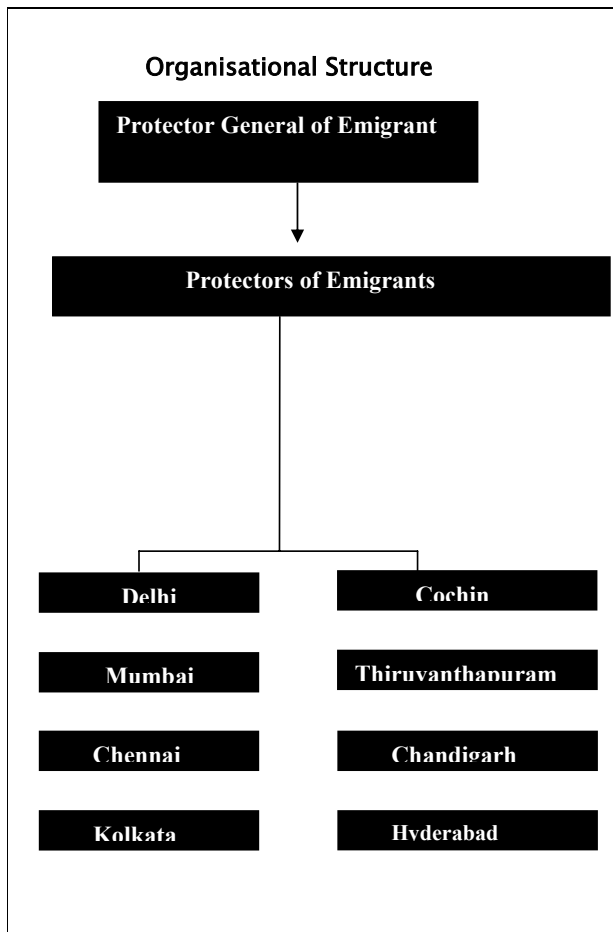 Organisational Structure
Protector General of Emigrant
Protectors of Emigrants
Delhi
Cochin
Mumbai
Thiruvanthapuram
Chennai
Chandigarh
Kolkata
Hyderabad